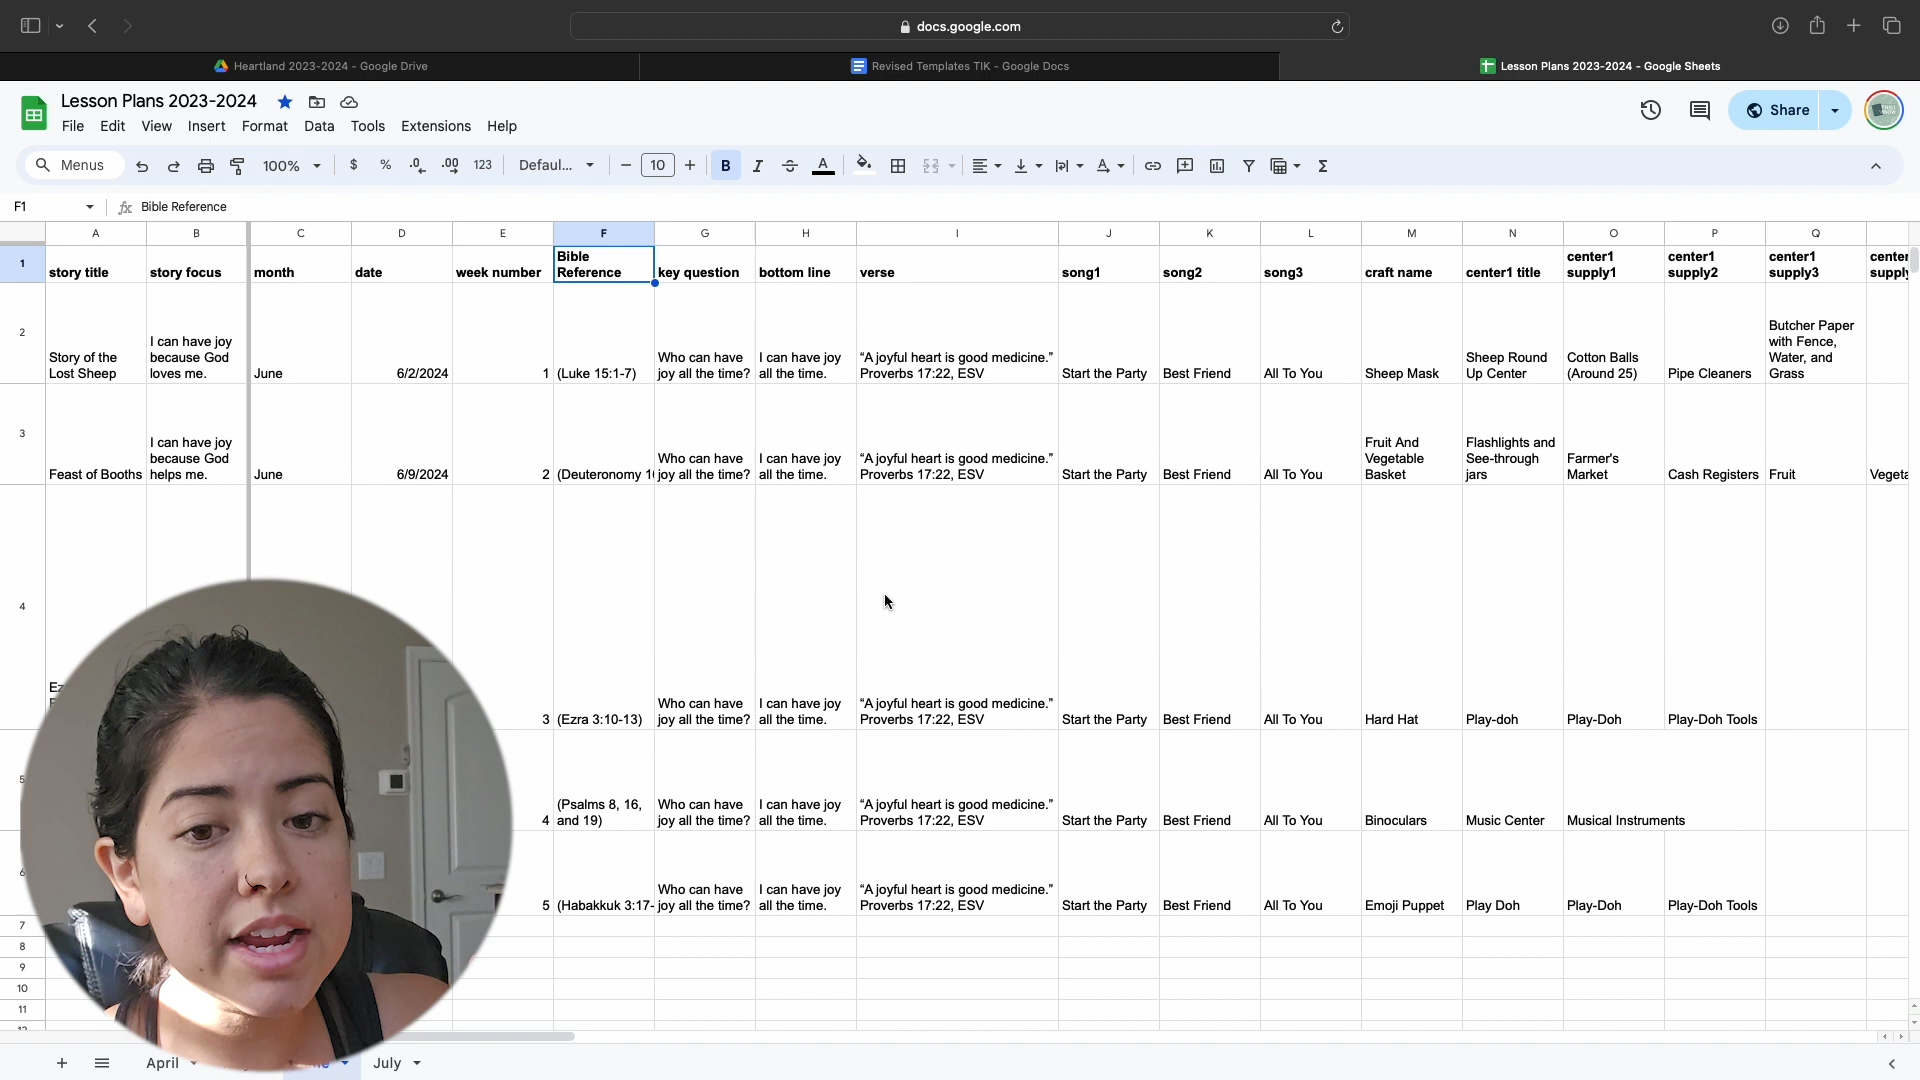 docs.google.com
Heartland 2023-2024 - Google Drive
Revised Templates TIK - Google Docs
Lesson Plans 2023-2024 - Google Sheets
Lesson Plans 2023-2024
File Edit View Insert Format Data Tools Extensions Help
Share
Menus 100% $ % .0 .00 123 Defaul... 10 B I A
F1 fx Bible Reference
A B C D E F G H I J K L M N O P Q
1 story title story focus month date week number Bible Reference key question bottom line verse song1 song2 song3 craft name center1 title center1 supply1 center1 supply2 center1 supply3
2 Story of the Lost Sheep I can have joy because God loves me. June 6/2/2024 1 (Luke 15:1-7) Who can have joy all the time? I can have joy all the time. “A joyful heart is good medicine.” Proverbs 17:22, ESV Start the Party Best Friend All To You Sheep Mask Sheep Round Up Center Cotton Balls (Around 25) Pipe Cleaners Butcher Paper with Fence, Water, and Grass
3 Feast of Booths I can have joy because God helps me. June 6/9/2024 2 (Deuteronomy Who can have joy all the time? I can have joy all the time. “A joyful heart is good medicine.” Proverbs 17:22, ESV Start the Party Best Friend All To You Fruit And Vegetable Basket Flashlights and See-through jars Farmer's Market Cash Registers Fruit
4 3 (Ezra 3:10-13) Who can have joy all the time? I can have joy all the time. “A joyful heart is good medicine.” Proverbs 17:22, ESV Start the Party Best Friend All To You Hard Hat Play-doh Play-Doh Play-Doh Tools
4 (Psalms 8, 16, and 19) Who can have joy all the time? I can have joy all the time. “A joyful heart is good medicine.” Proverbs 17:22, ESV Start the Party Best Friend All To You Binoculars Music Center Musical Instruments
5 (Habakkuk 3:17- Who can have joy all the time? I can have joy all the time. “A joyful heart is good medicine.” Proverbs 17:22, ESV Start the Party Best Friend All To You Emoji Puppet Play Doh Play-Doh Play-Doh Tools
7
8
9
10
11
April July